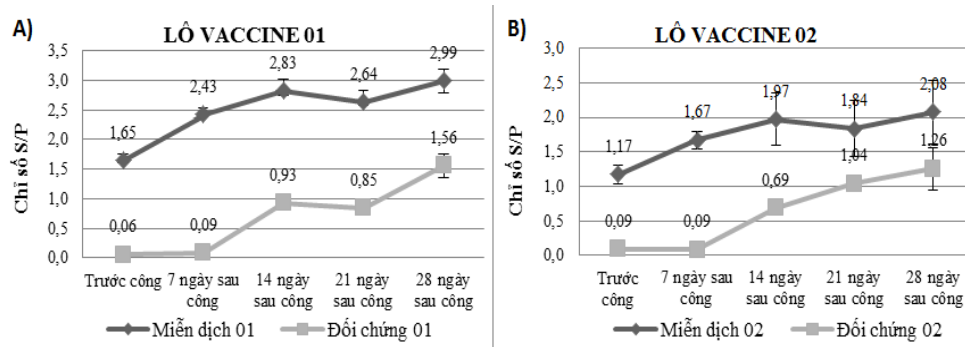 A)
LÔ VACCINE 01
Chỉ số S/P
3,5
3,0
2,5
2,0
1,5
1,0
0,5
0,0
1,65
2,43
2,83
2,64
2,99
0,06
0,09
0,93
0,85
1,56
Trước công
7 ngày sau
công
14 ngày
sau công
21 ngày
sau công
28 ngày
sau công
Miễn dịch 01
Đối chứng 01
B)
LÔ VACCINE 02
Chỉ số S/P
3,0
2,5
2,0
1,5
1,0
0,5
0,0
1,17
1,67
1,97
1,84
2,08
0,09
0,09
0,69
1,04
1,26
Trước
công
7 ngày sau
công
14 ngày
sau công
21 ngày
sau công
28 ngày
sau công
Miễn dịch 02
Đối chứng 02